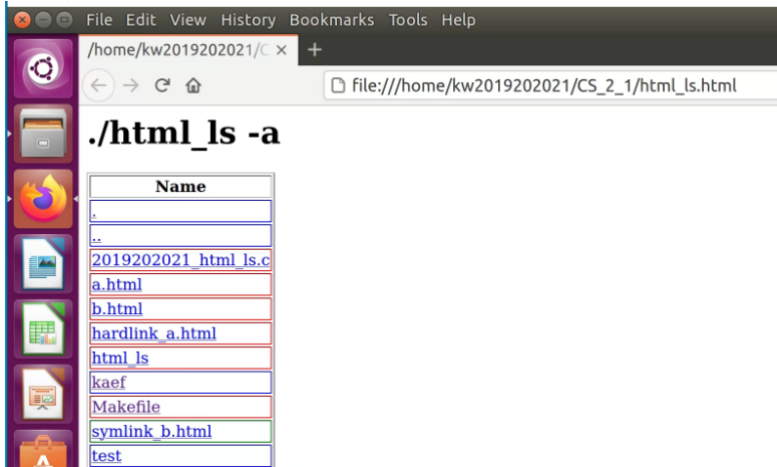 File Edit View History Bookmarks Tools Help
/home/kw2019202021/C × +
file:///home/kw2019202021/CS_2_1/html_ls.html
./html_ls -a
Name
.
..
2019202021_html_ls.c
a.html
b.html
hardlink_a.html
html_ls
kaef
Makefile
symlink_b.html
test